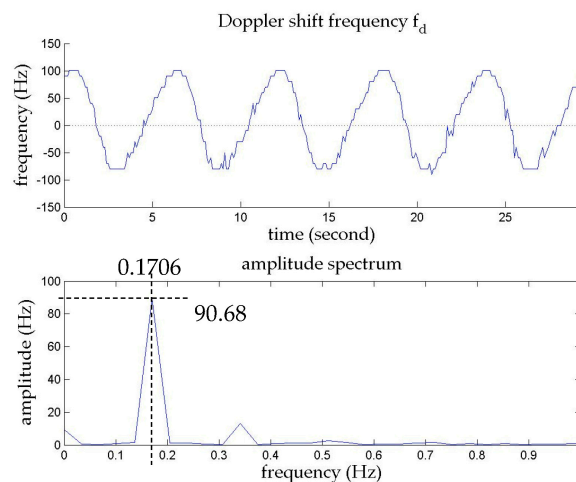 Doppler shift frequency f_d
150
100
50
0
-50
-100
-150
frequency (Hz)
0 5 10 15 20 25
time (second)
0.1706
amplitude spectrum
90.68
100
80
60
40
20
0
amplitude (Hz)
0 0.1 0.2 0.3 0.4 0.5 0.6 0.7 0.8 0.9
frequency (Hz)